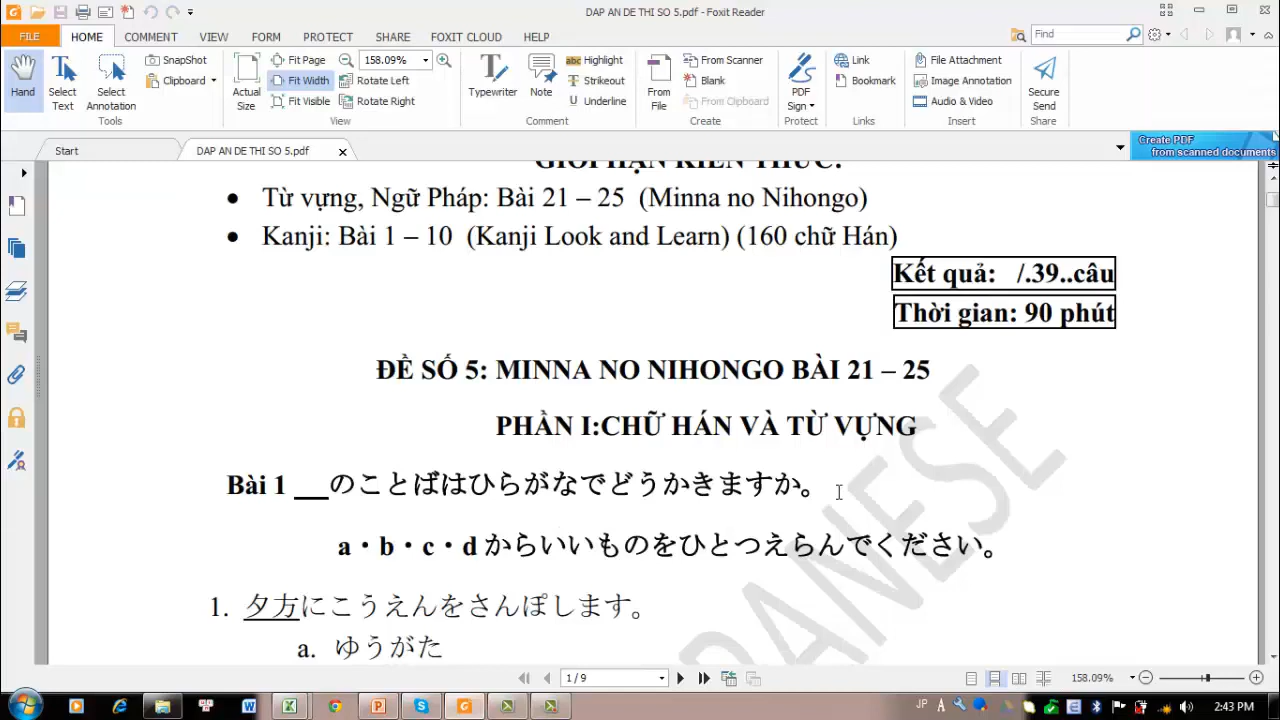 DAP AN DE THI SO 5.pdf - Foxit Reader
FILE HOME COMMENT VIEW FORM PROTECT SHARE FOXIT CLOUD HELP Find
Hand Select Text Select Annotation SnapShot Clipboard Tools
Actual Size Fit Page Fit Width Fit Visible 158.09% Rotate Left Rotate Right View
Typewriter Note Highlight Strikeout Underline Comment
From File From Scanner Blank From Clipboard Create
PDF Sign Protect
Link Bookmark Links
File Attachment Image Annotation Audio & Video Insert
Secure Send Share
Start DAP AN DE THI SO 5.pdf
Create PDF
from scanned documents
GIỚI HẠN KIẾN THỨC:
• Từ vựng, Ngữ Pháp: Bài 21 – 25 (Minna no Nihongo)
• Kanji: Bài 1 – 10 (Kanji Look and Learn) (160 chữ Hán)
Kết quả: /.39..câu
Thời gian: 90 phút
ĐỀ SỐ 5: MINNA NO NIHONGO BÀI 21 – 25
PHẦN I:CHỮ HÁN VÀ TỪ VỰNG
Bài 1 __のことばはひらがなでどうかきますか。
a・b・c・d からいいものをひとつえらんでください。
1. 夕方にこうえんをさんぽします。
a. ゆうがた
1 / 9
158.09%
JP A 2:43 PM